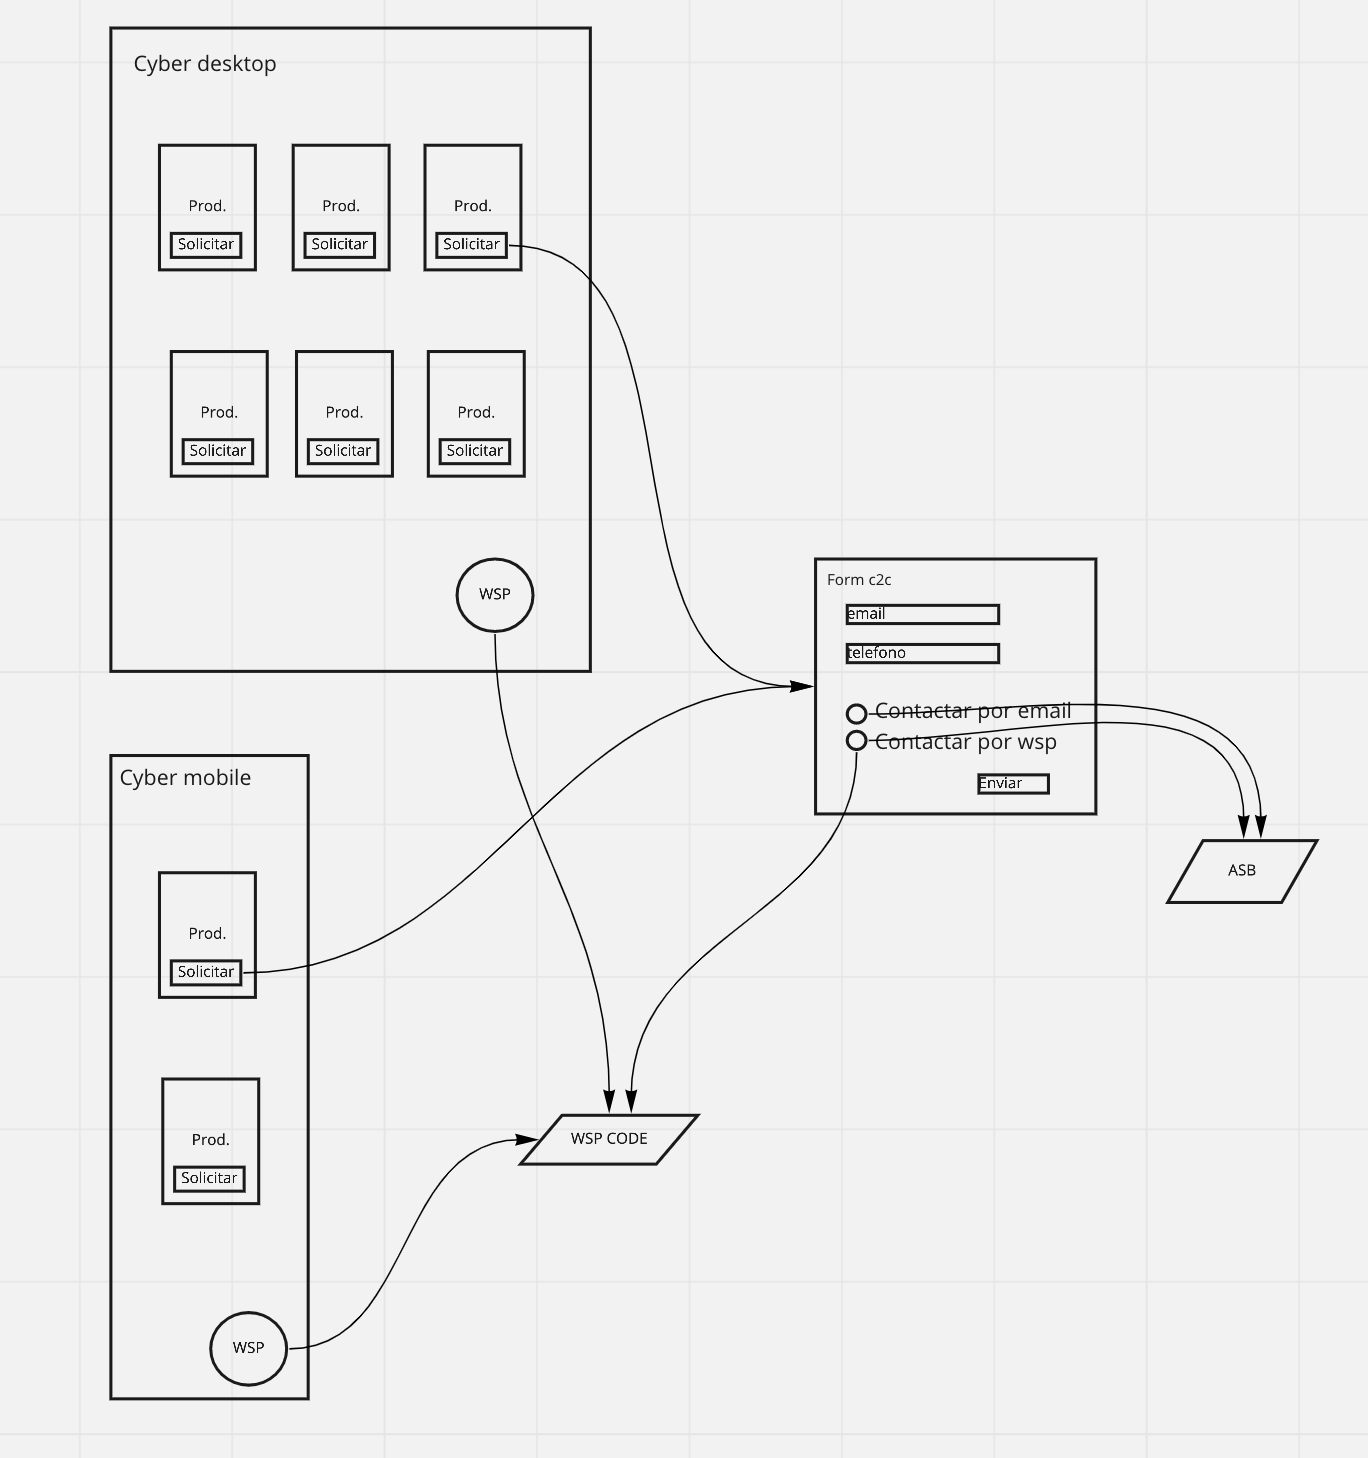 Cyber desktop
Prod.
Solicitar
Prod.
Solicitar
Prod.
Solicitar
Prod.
Solicitar
Prod.
Solicitar
Prod.
Solicitar
WSP
Form c2c
email
telefono
Contactar por email
Contactar por wsp
Enviar
ASB
Cyber mobile
Prod.
Solicitar
Prod.
Solicitar
WSP
WSP CODE